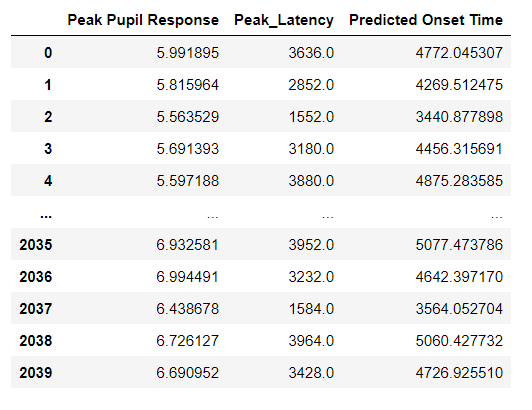 Peak Pupil Response Peak_Latency Predicted Onset Time
0 5.991895 3636.0 4772.045307
1 5.815964 2852.0 4269.512475
2 5.563529 1552.0 3440.877898
3 5.691393 3180.0 4456.315691
4 5.597188 3880.0 4875.283585
... ... ... ...
2035 6.932581 3952.0 5077.473786
2036 6.994491 3232.0 4642.397170
2037 6.438678 1584.0 3564.052704
2038 6.726127 3964.0 5060.427732
2039 6.690952 3428.0 4726.925510